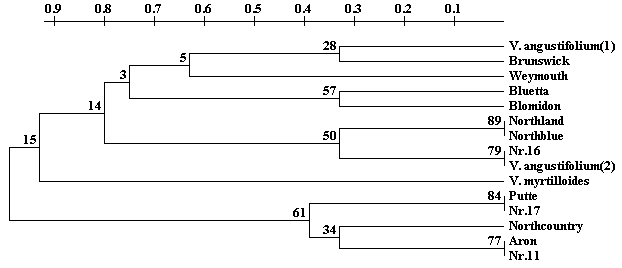 0.9 0.8 0.7 0.6 0.5 0.4 0.3 0.2 0.1
28 V. angustifolium(1)
5 Brunswick
3 Weymouth
57 Bluetta
14 Blomidon
89 Northland
50 Northblue
15 79 Nr.16
V. angustifolium(2)
V. myrtilloides
84 Putte
61 Nr.17
34 Northcountry
77 Aron
Nr.11